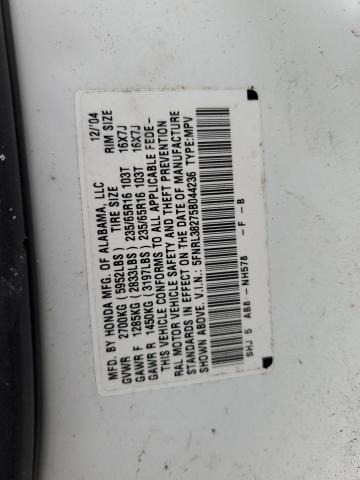 MFD. BY HONDA MFG. OF ALABAMA, LLC 12/'04
TIRE SIZE RIM SIZE
GVWR 2700KG (5952LBS)
GAWR F 1285KG (2833LBS) 235/65R16 103T 16X7J
GAWR R 1450KG (3197LBS) 235/65R16 103T 16X7J
THIS VEHICLE CONFORMS TO ALL APPLICABLE FEDE-
RAL MOTOR VEHICLE SAFETY AND THEFT PREVENTION
STANDARDS IN EFFECT ON THE DATE OF MANUFACTURE
SHOWN ABOVE. V.I.N.: 5FNRL38275B044236 TYPE:MPV
SHJ 5 AB8 -NH578 -F -B